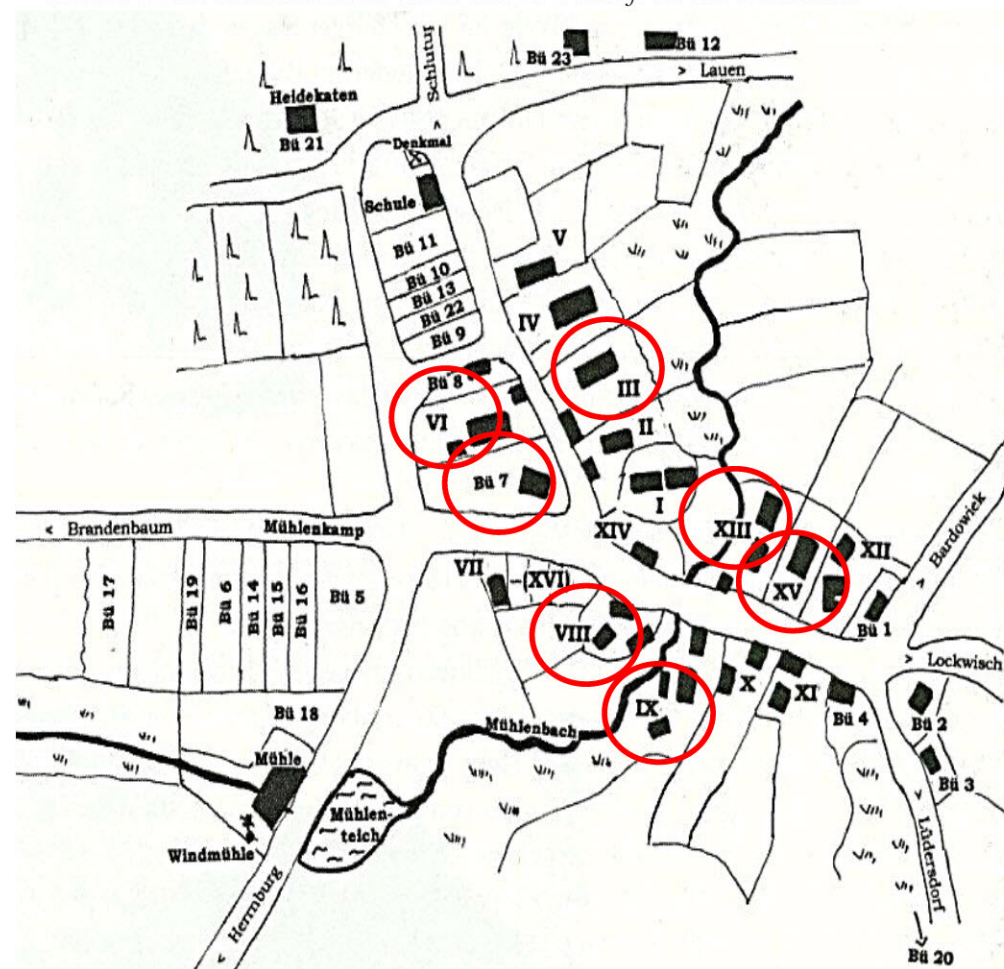 Bü 23
Bü 12
> Lauen
Schlutup
<
Heidekaten
Bü 21
Denkmal
Schule
Bü 11
Bü 10
Bü 13
Bü 22
Bü 9
Bü 8
VI
Bü 7
V
IV
III
II
I
XIV
XIII
XV
XII
Bü 1
> Bardowiek
> Lockwisch
< Brandenbaum
Mühlenkamp
Bü 17
Bü 19
Bü 6
Bü 14
Bü 15
Bü 16
Bü 5
VII
(XVI)
VIII
IX
X
XI
Bü 4
Bü 2
Bü 3
Bü 18
Mühlenbach
Mühle
Mühlen-
teich
Windmühle
< Herrnburg
> Lüdersdorf
Bü 20